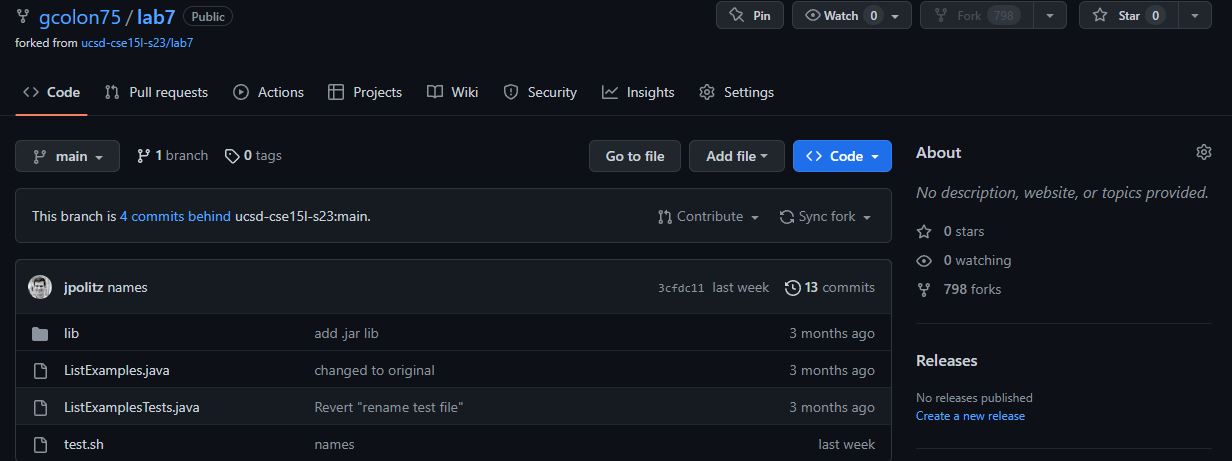 gcolon75 / lab7 Public
Pin Watch 0 Fork 798 Star 0
forked from ucsd-cse15l-s23/lab7
Code Pull requests Actions Projects Wiki Security Insights Settings
main 1 branch 0 tags Go to file Add file Code
This branch is 4 commits behind ucsd-cse15l-s23:main. Contribute Sync fork
jpolitz names 3cfdc11 last week 13 commits
lib add .jar lib 3 months ago
ListExamples.java changed to original 3 months ago
ListExamplesTests.java Revert "rename test file" 3 months ago
test.sh names last week
About
No description, website, or topics provided.
0 stars
0 watching
798 forks
Releases
No releases published
Create a new release